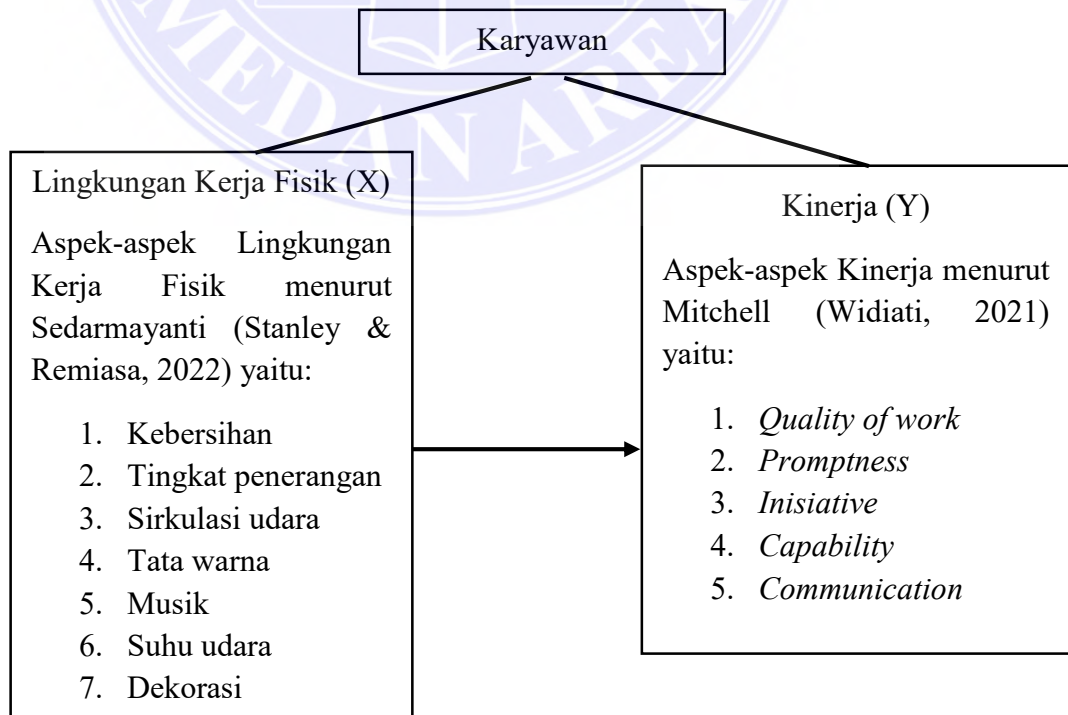 MEDAN AREA
Karyawan
Lingkungan Kerja Fisik (X)
Aspek-aspek Lingkungan
Kerja Fisik menurut
Sedarmayanti (Stanley &
Remiasa, 2022) yaitu:
1. Kebersihan
2. Tingkat penerangan
3. Sirkulasi udara
4. Tata warna
5. Musik
6. Suhu udara
7. Dekorasi
Kinerja (Y)
Aspek-aspek Kinerja menurut
Mitchell (Widiati, 2021)
yaitu:
1. Quality of work
2. Promptness
3. Inisiative
4. Capability
5. Communication